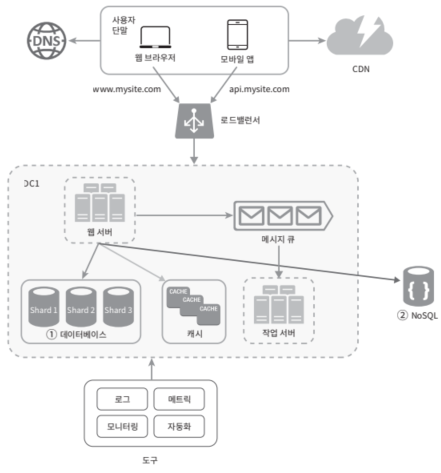 사용자
단말
DNS
웹 브라우저
모바일 앱
CDN
www.mysite.com
api.mysite.com
로드밸런서
DC1
웹 서버
메시지 큐
CACHE
CACHE
CACHE
Shard 1
Shard 2
Shard 3
① 데이터베이스
캐시
작업 서버
② NoSQL
로그
메트릭
모니터링
자동화
도구